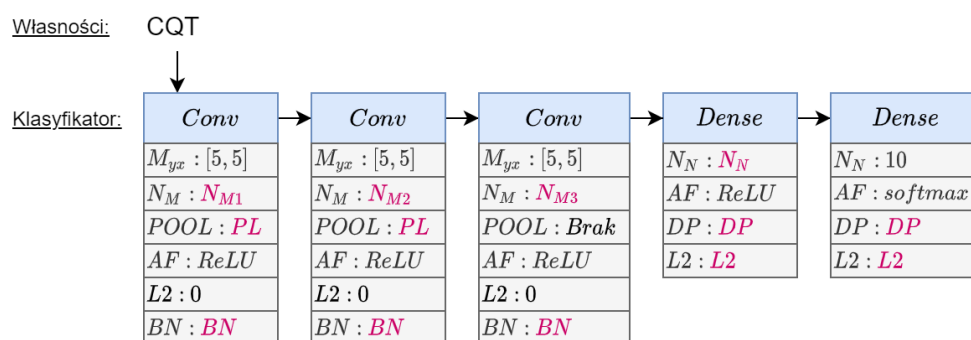 Własności: CQT
Klasyfikator: Conv Conv Conv Dense Dense
M_yx : [5, 5] M_yx : [5, 5] M_yx : [5, 5] N_N : N_N N_N : 10
N_M : N_M1 N_M : N_M2 N_M : N_M3 AF : ReLU AF : softmax
POOL : PL POOL : PL POOL : Brak DP : DP DP : DP
AF : ReLU AF : ReLU AF : ReLU L2 : L2 L2 : L2
L2 : 0 L2 : 0 L2 : 0
BN : BN BN : BN BN : BN